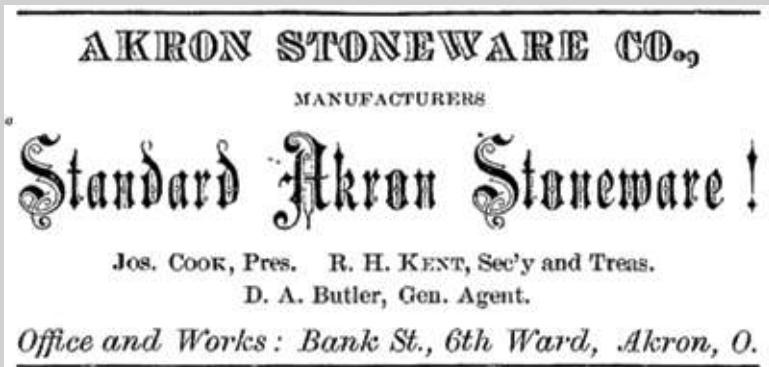 AKRON STONEWARE CO.,
MANUFACTURERS
Standard Akron Stoneware !
Jos. Cook, Pres. R. H. Kent, Sec'y and Treas.
D. A. Butler, Gen. Agent.
Office and Works: Bank St., 6th Ward, Akron, O.